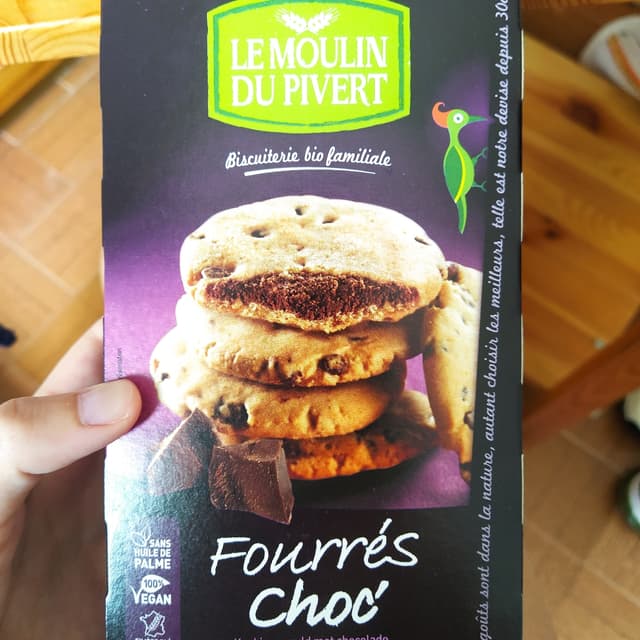 LE MOULIN
DU PIVERT
Biscuiterie bio familiale
goûts sont dans la nature, autant choisir les meilleurs, telle est notre devise depuis 30
SANS
HUILE DE
PALME
100%
VEGAN
Fourrés
Choc'